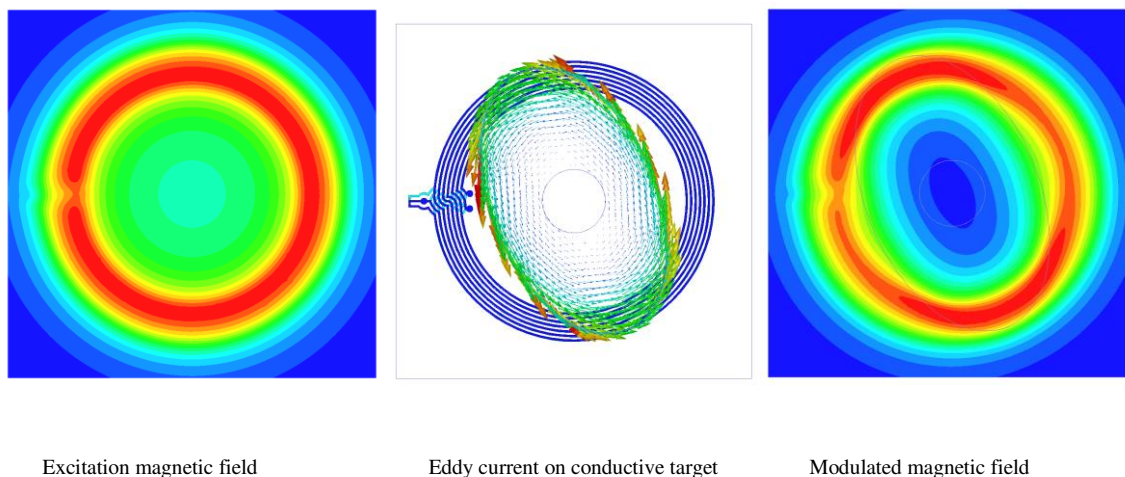 Excitation magnetic field
Eddy current on conductive target
Modulated magnetic field